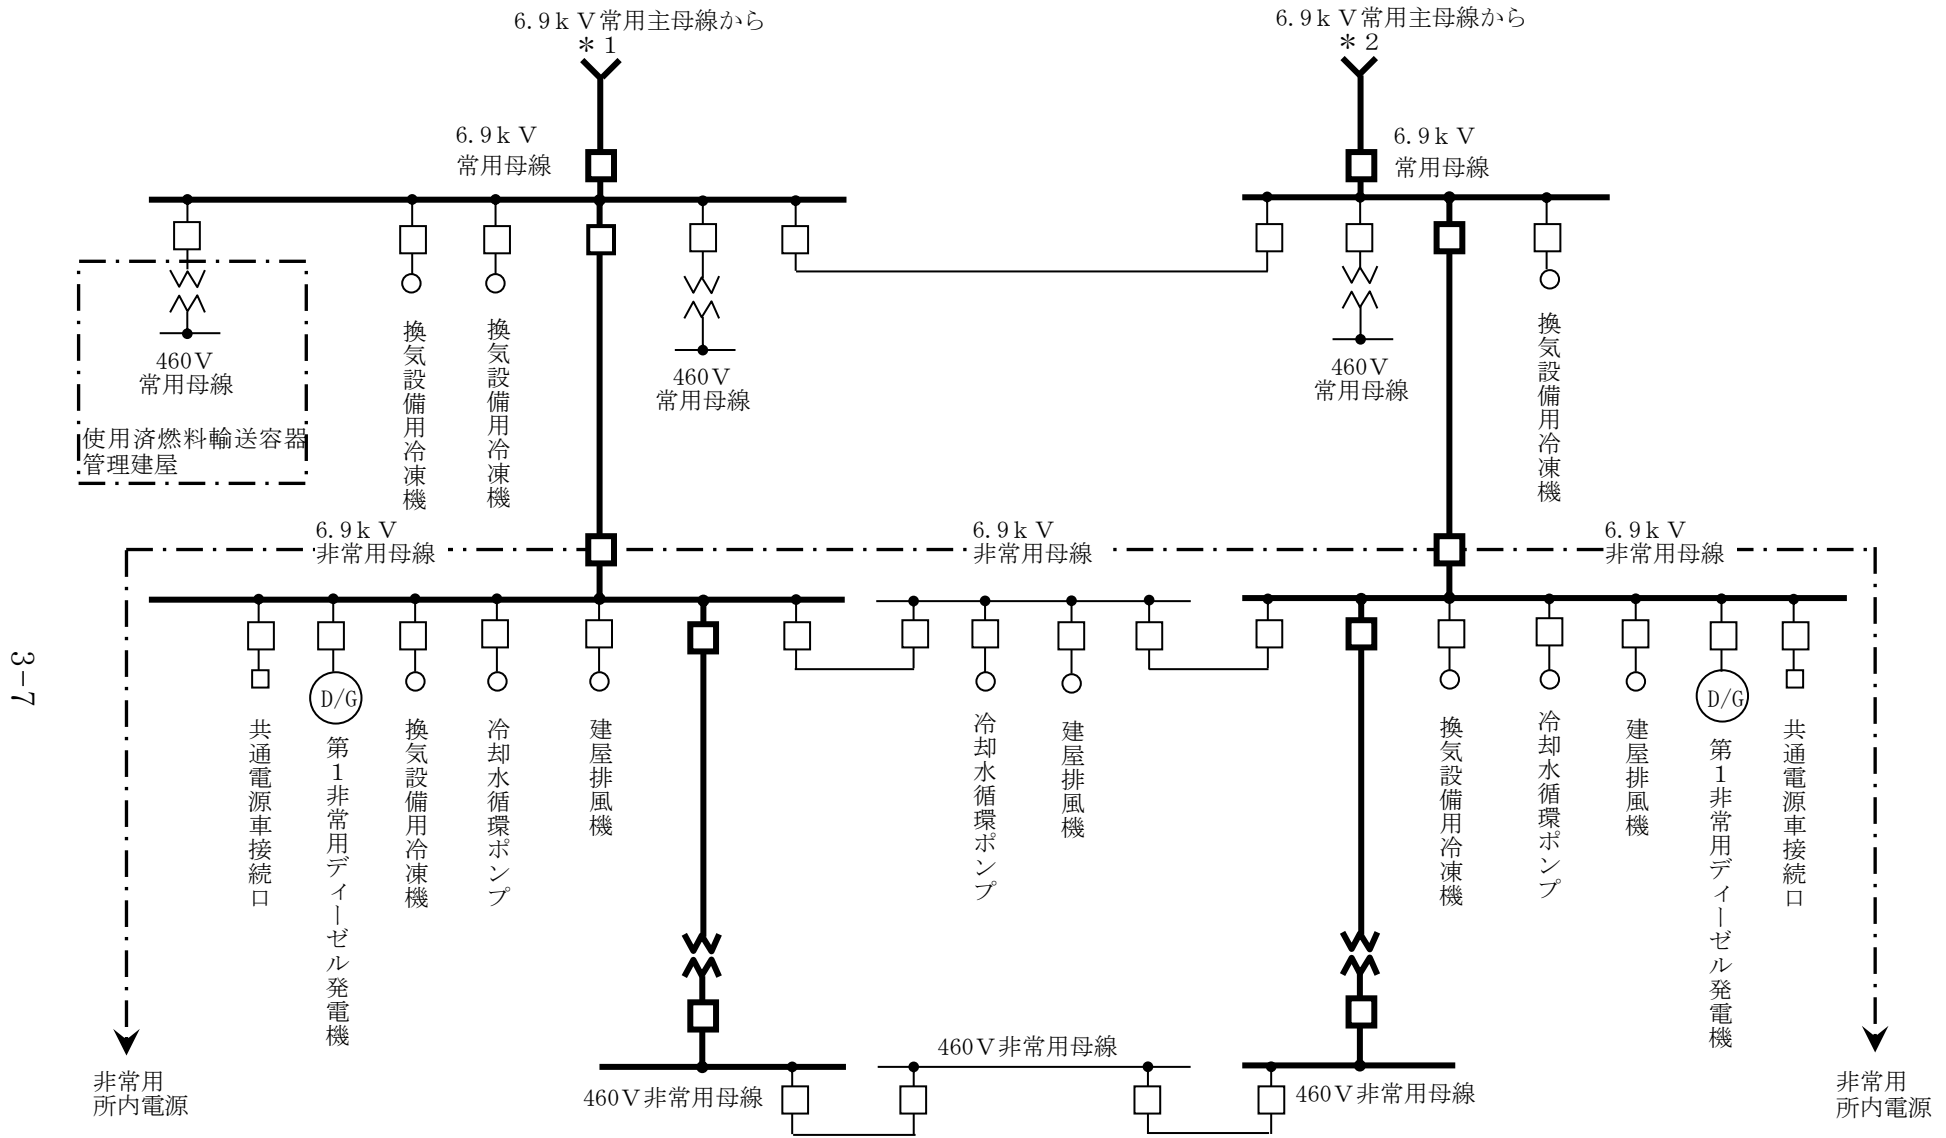 6.9kV常用主母線から
＊1
6.9kV常用主母線から
＊2
6.9kV
常用母線
6.9kV
常用母線
460V
常用母線
使用済燃料輸送容器
管理建屋
換気設備用冷凍機
換気設備用冷凍機
460V
常用母線
460V
常用母線
換気設備用冷凍機
6.9kV
非常用母線
6.9kV
非常用母線
6.9kV
非常用母線
共通電源車接続口
D/G
第1非常用ディーゼル発電機
換気設備用冷凍機
冷却水循環ポンプ
建屋排風機
冷却水循環ポンプ
建屋排風機
換気設備用冷凍機
冷却水循環ポンプ
建屋排風機
D/G
第1非常用ディーゼル発電機
共通電源車接続口
非常用
所内電源
460V非常用母線
460V非常用母線
460V非常用母線
非常用
所内電源
3-7